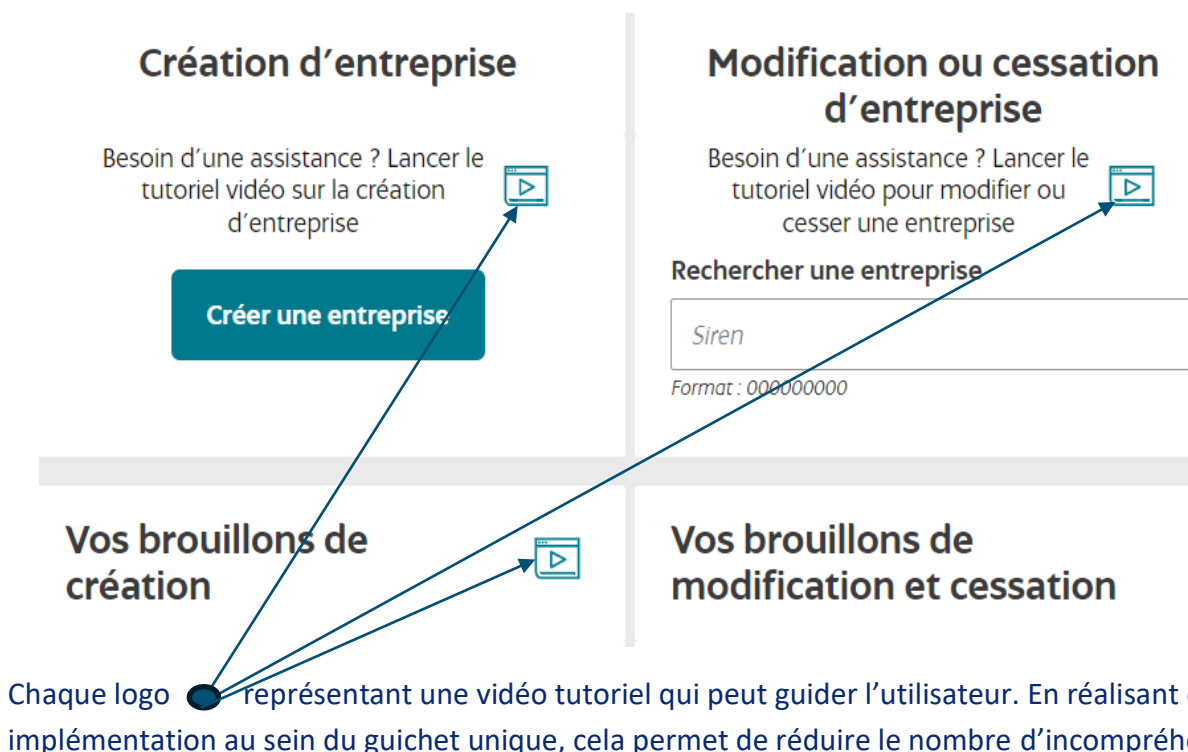 Création d’entreprise
Besoin d’une assistance ? Lancer le
tutoriel vidéo sur la création
d’entreprise
Créer une entreprise
Modification ou cessation
d’entreprise
Besoin d’une assistance ? Lancer le
tutoriel vidéo pour modifier ou
cesser une entreprise
Rechercher une entreprise
Siren
Format : 000000000
Vos brouillons de
création
Vos brouillons de
modification et cessation
Chaque logo représentant une vidéo tutoriel qui peut guider l’utilisateur. En réalisant
implémentation au sein du guichet unique, cela permet de réduire le nombre d’incompréh